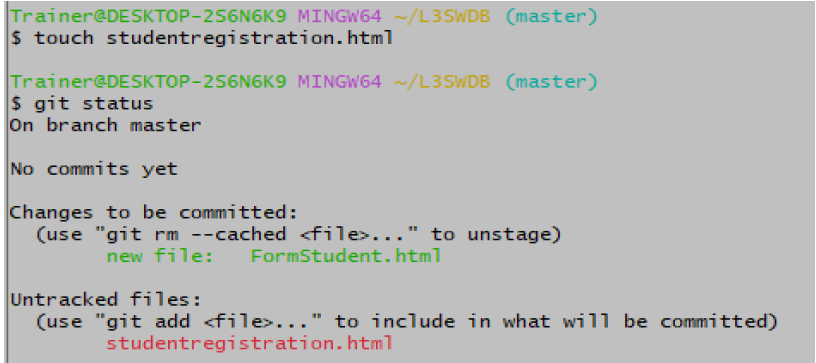 Trainer@DESKTOP-2S6N6K9 MINGW64 ~/L3SWDB (master)
$ touch studentregistration.html
Trainer@DESKTOP-2S6N6K9 MINGW64 ~/L3SWDB (master)
$ git status
On branch master
No commits yet
Changes to be committed:
(use "git rm --cached <file>..." to unstage)
new file: FormStudent.html
Untracked files:
(use "git add <file>..." to include in what will be committed)
studentregistration.html